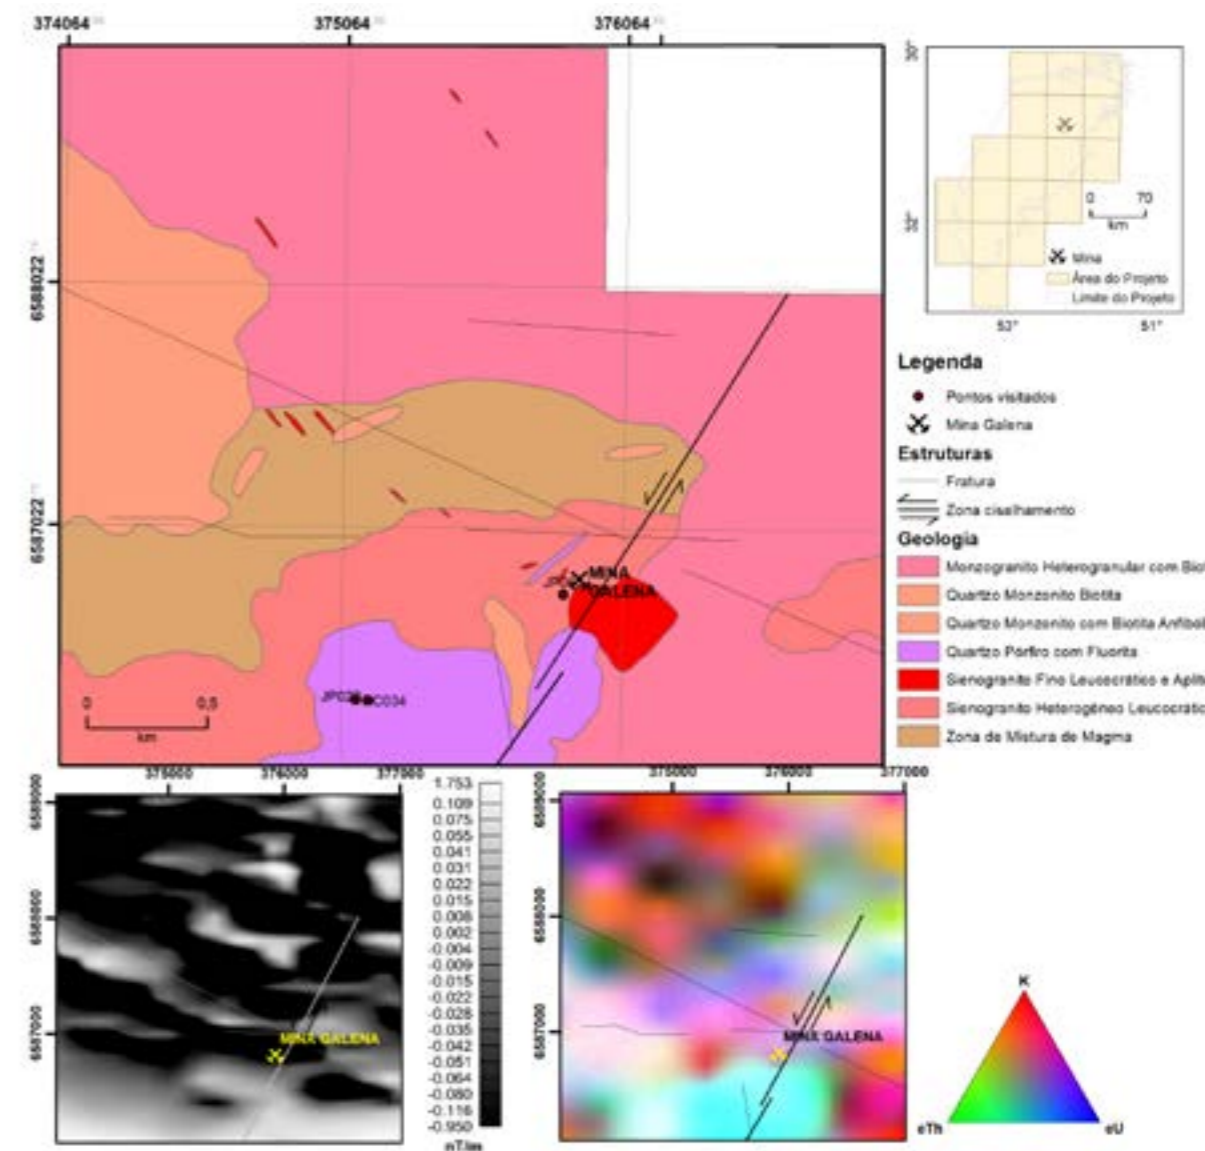 374064
375064
376064
6588022
6587022
JP
MINA
GALENA
C034
0 0,5
km
30°
32°
0 70
km
Mina
Área do Projeto
Limite do Projeto
53°
51°
Legenda
Pontos visitados
Mina Galena
Estruturas
Fratura
Zona cisalhamento
Geologia
Monzogranito Heterogranular com Biot
Quartzo Monzonito Biotita
Quartzo Monzonito com Biotita Anfibol
Quartzo Pórfiro com Fluorita
Sienogranito Fino Leucocrático e Aplit
Sienogranito Heterogêneo Leucocrátic
Zona de Mistura de Magma
375000 376000 377000
6588000
6587000
MINA GALENA
1.753
0.109
0.075
0.055
0.041
0.031
0.022
0.015
0.008
0.002
-0.004
-0.009
-0.015
-0.022
-0.028
-0.035
-0.042
-0.051
-0.064
-0.080
-0.116
-0.950
nT/m
375000 376000 377000
6588000
6587000
MINA GALENA
K
eTh
eU